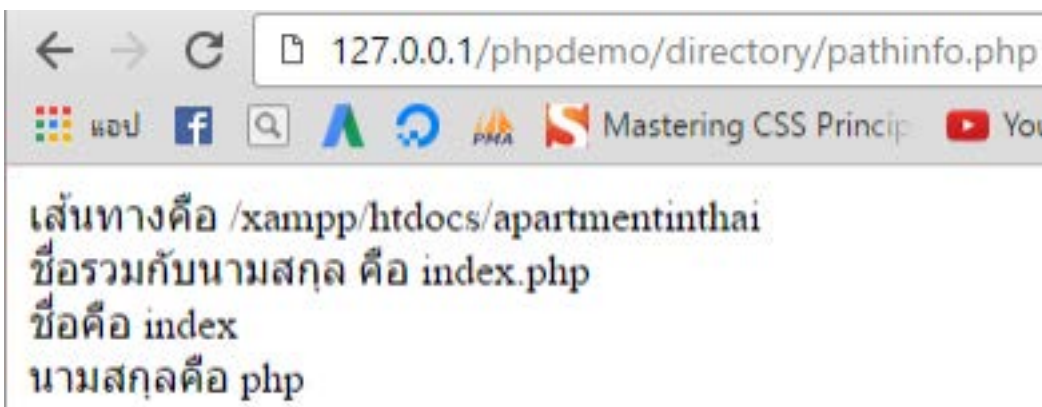 127.0.0.1/phpdemo/directory/pathinfo.php
แอป PMA Mastering CSS Princip You
เส้นทางคือ /xampp/htdocs/apartmentinthai
ชื่อรวมกับนามสกุล คือ index.php
ชื่อคือ index
นามสกุลคือ php